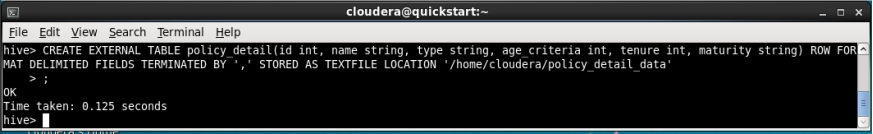 cloudera@quickstart:~
File Edit View Search Terminal Help
hive> CREATE EXTERNAL TABLE policy_detail(id int, name string, type string, age_criteria int, tenure int, maturity string) ROW FOR
MAT DELIMITED FIELDS TERMINATED BY ',' STORED AS TEXTFILE LOCATION '/home/cloudera/policy_detail_data'
    > ;
OK
Time taken: 0.125 seconds
hive>